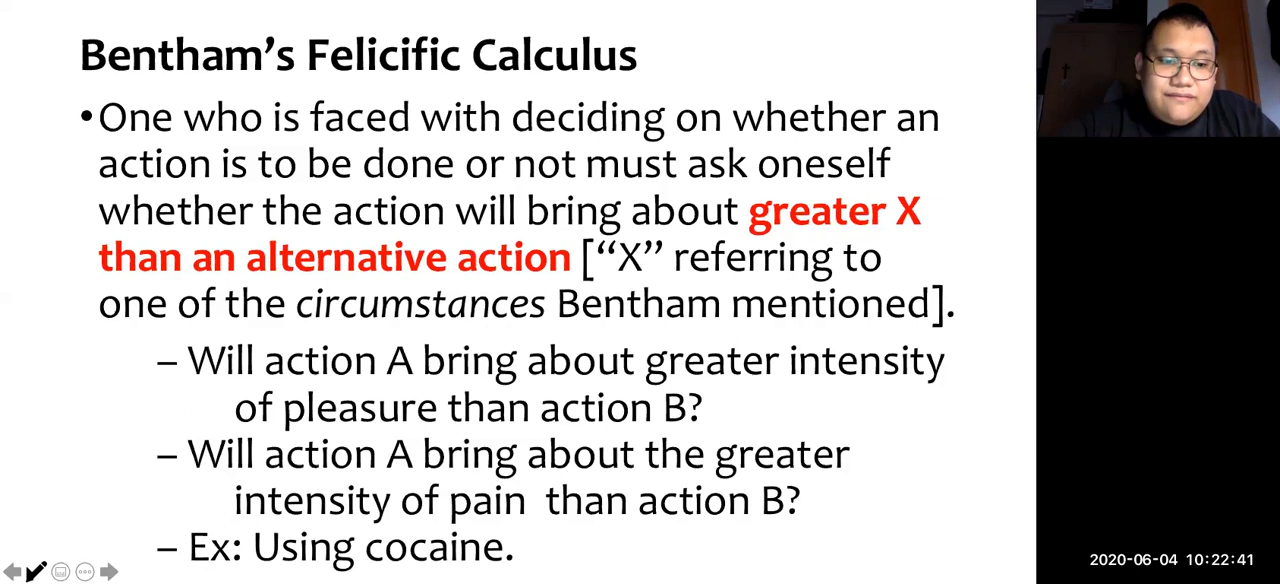 Bentham’s Felicific Calculus
•One who is faced with deciding on whether an
action is to be done or not must ask oneself
whether the action will bring about greater X
than an alternative action [“X” referring to
one of the circumstances Bentham mentioned].
– Will action A bring about greater intensity
of pleasure than action B?
– Will action A bring about the greater
intensity of pain  than action B?
– Ex: Using cocaine.
2020-06-04 10:22:41